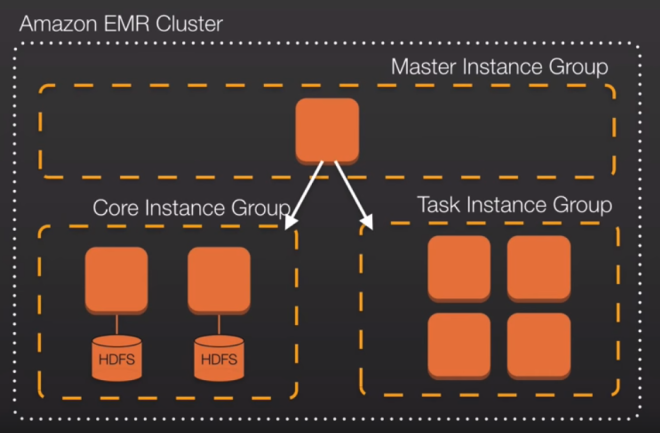 Amazon EMR Cluster
Master Instance Group
Core Instance Group
Task Instance Group
HDFS
HDFS